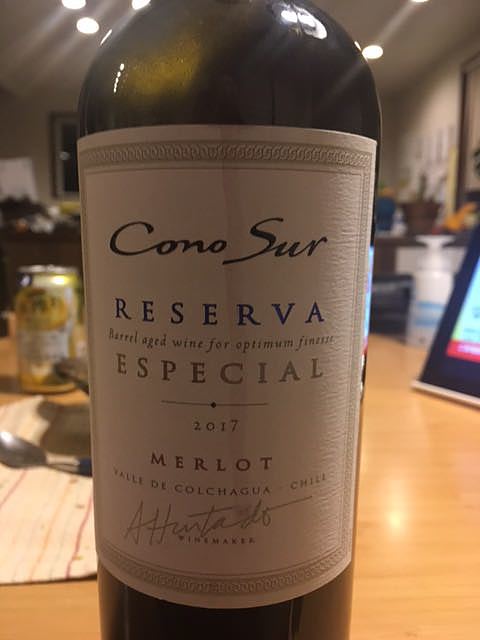 Cono Sur
RESERVA
Barrel aged wine for optimum finesse
ESPECIAL
2017
MERLOT
VALLE DE COLCHAGUA · CHILE
WINEMAKER